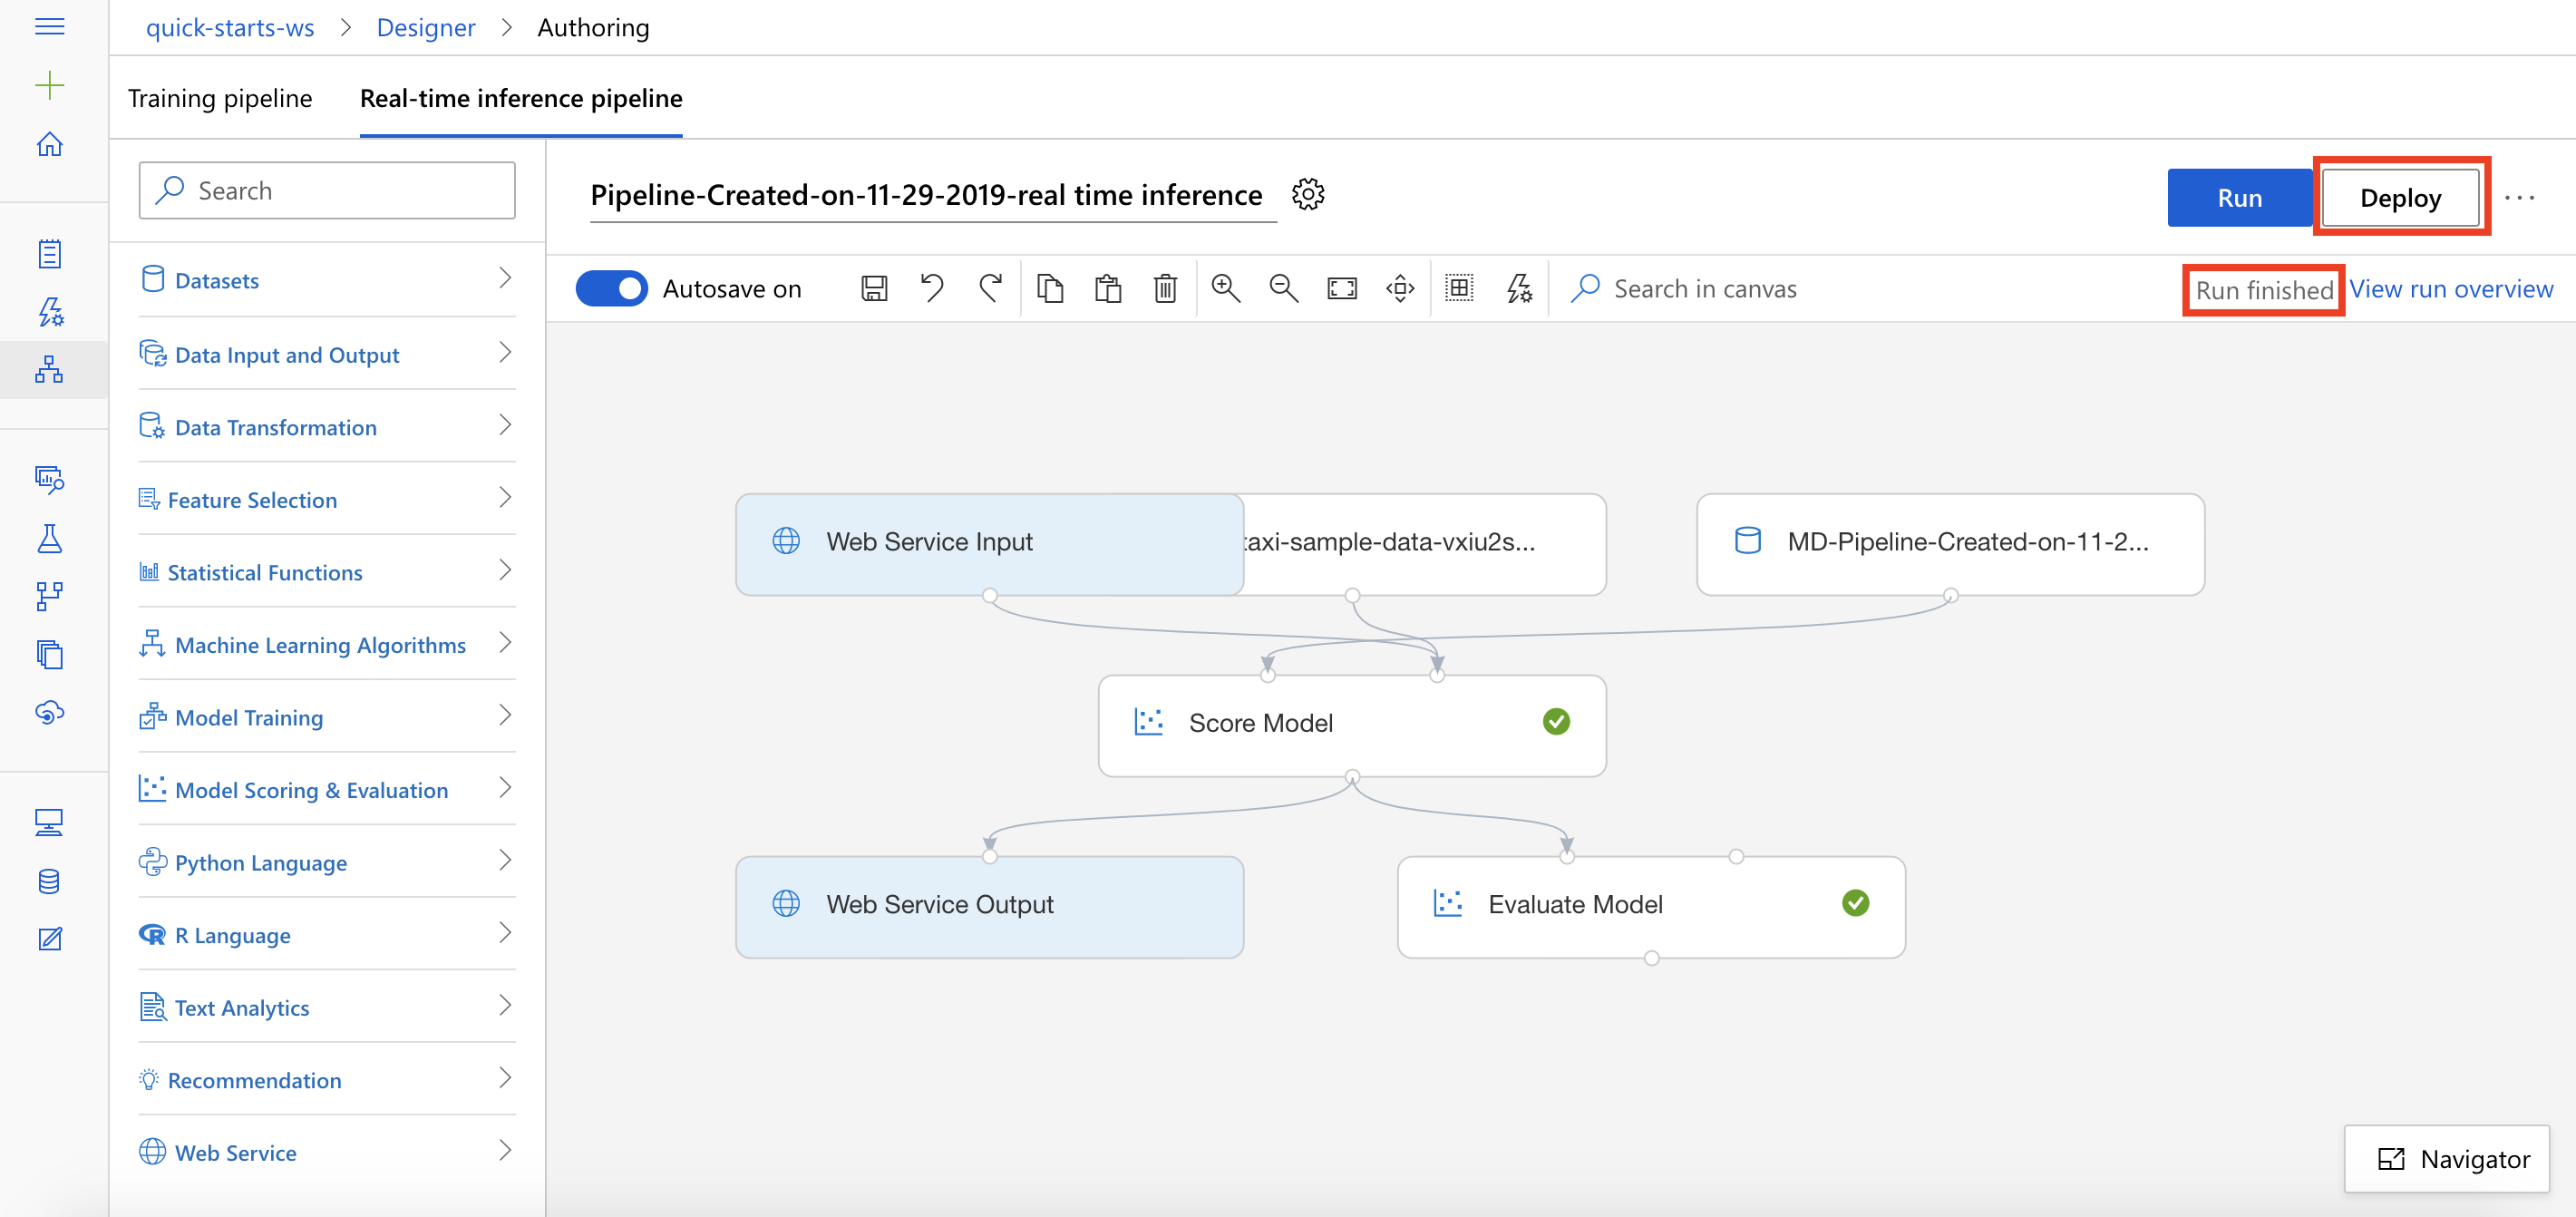 quick-starts-ws > Designer > Authoring
Training pipeline Real-time inference pipeline
Search
Pipeline-Created-on-11-29-2019-real time inference
Run Deploy ...
Autosave on
Search in canvas
Run finished View run overview
Datasets
Data Input and Output
Data Transformation
Feature Selection
Statistical Functions
Machine Learning Algorithms
Model Training
Model Scoring & Evaluation
Python Language
R Language
Text Analytics
Recommendation
Web Service
Web Service Input
taxi-sample-data-vxiu2s...
MD-Pipeline-Created-on-11-2...
Score Model
Web Service Output
Evaluate Model
Navigator